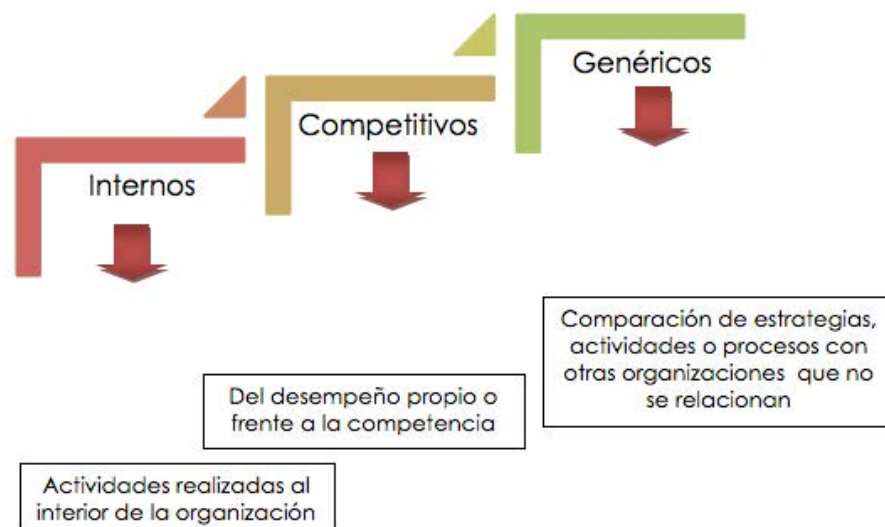 Genéricos
Competitivos
Internos
Comparación de estrategias,
actividades o procesos con
otras organizaciones que no
se relacionan
Del desempeño propio o
frente a la competencia
Actividades realizadas al
interior de la organización